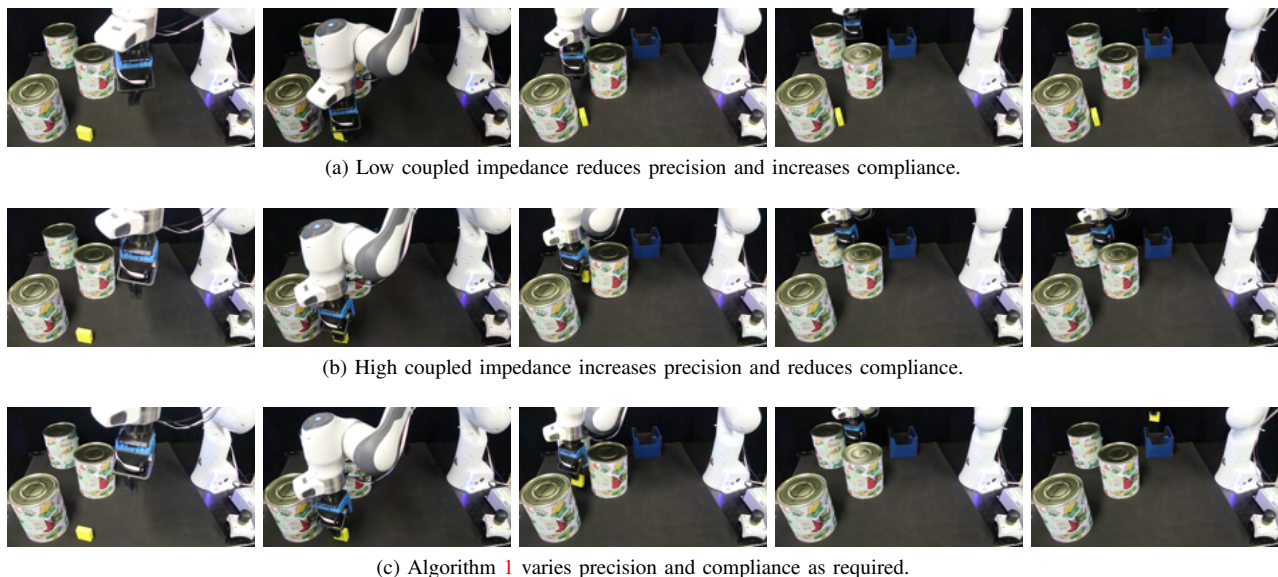 (a) Low coupled impedance reduces precision and increases compliance.
(b) High coupled impedance increases precision and reduces compliance.
(c) Algorithm 1 varies precision and compliance as required.